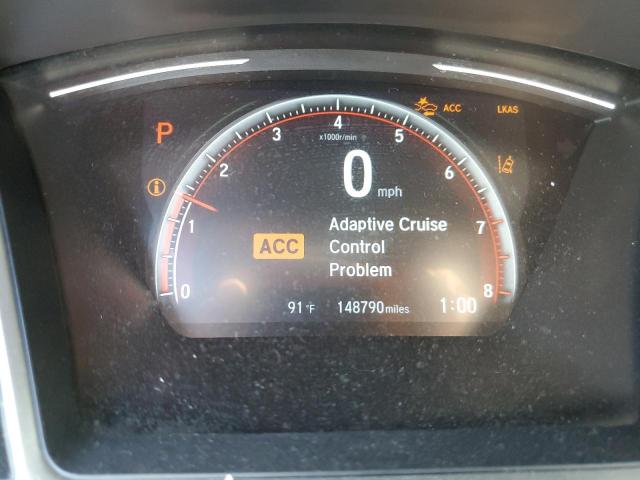 ACC LKAS
P
x1000r/min
0 1 2 3 4 5 6 7 8
0 mph
i
ACC
Adaptive Cruise
Control
Problem
91°F 148790 miles 1:00